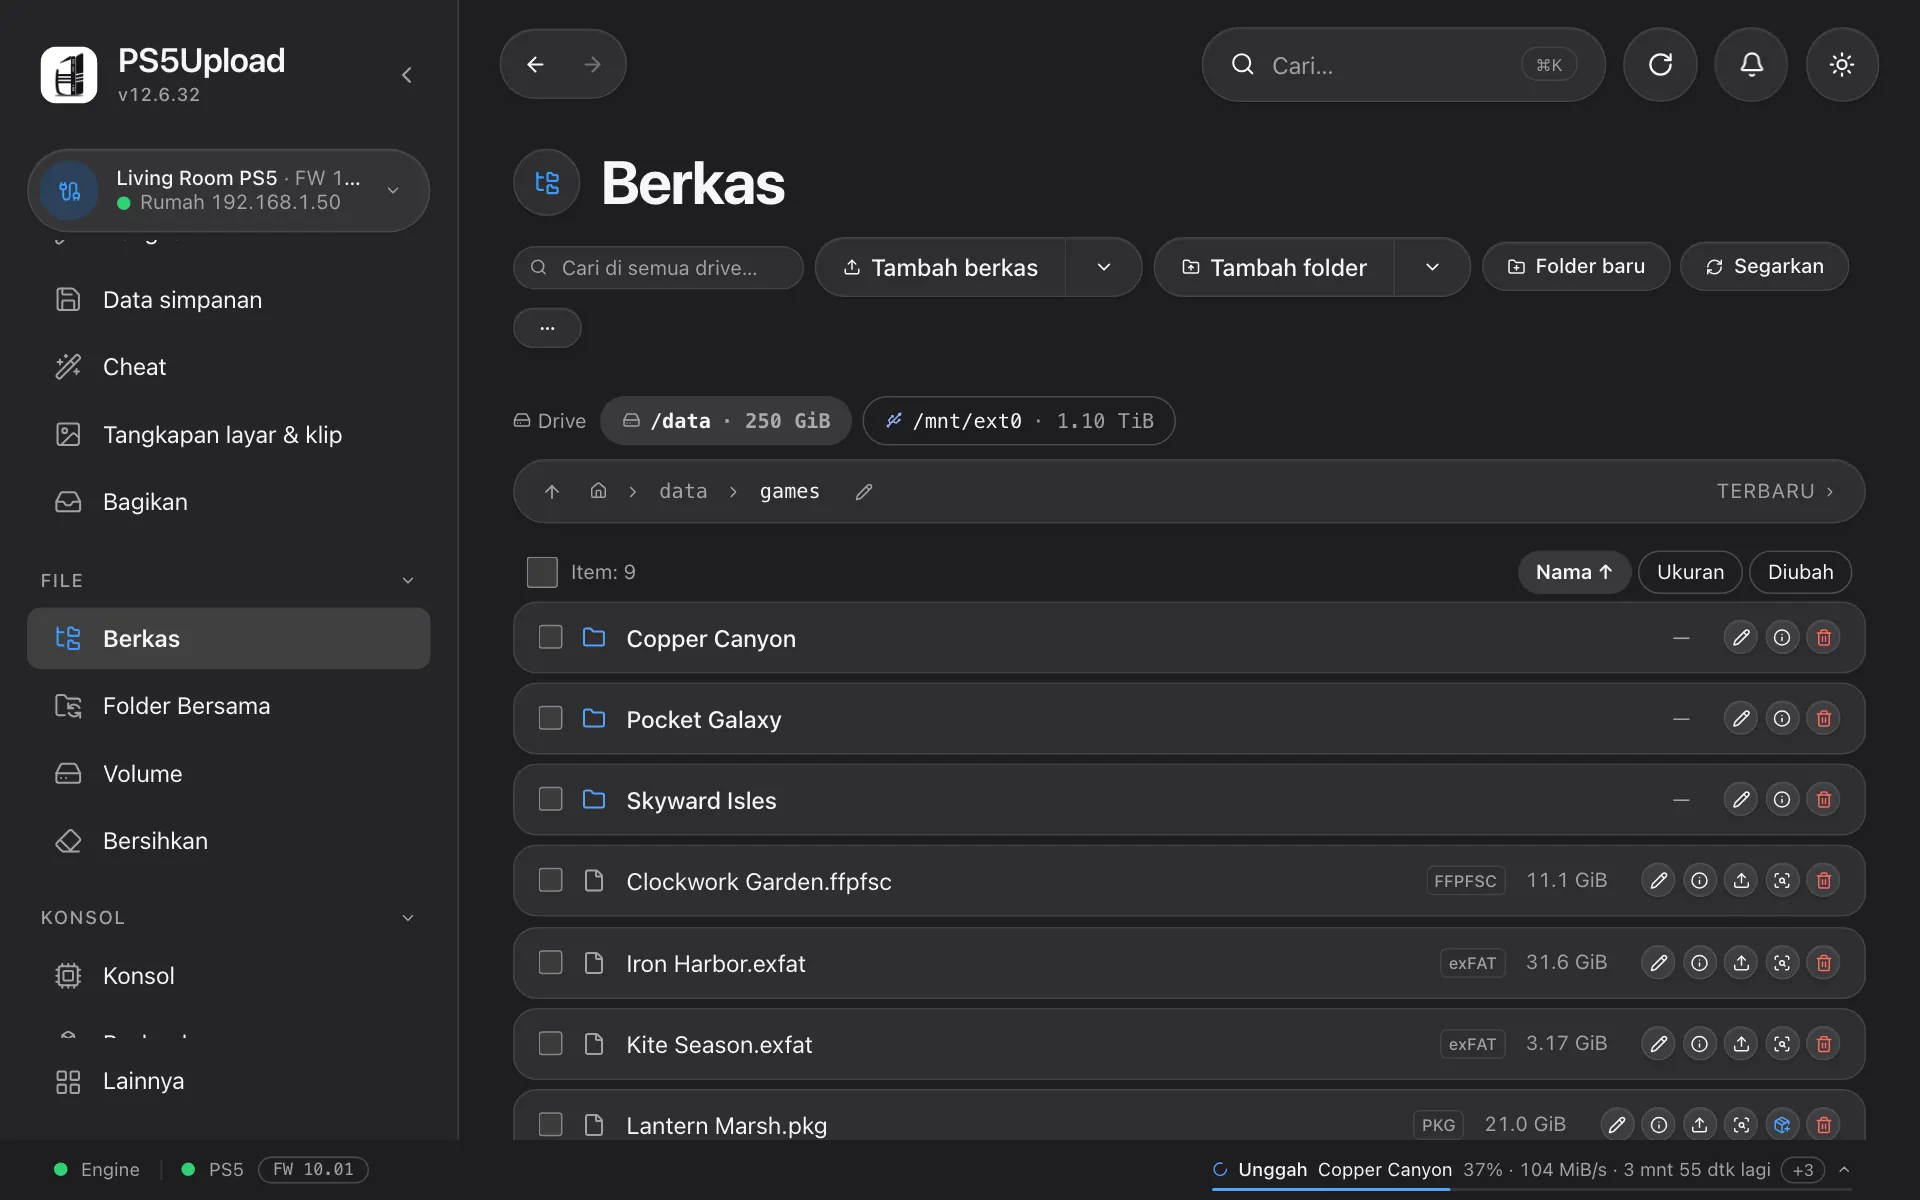 PS5Upload
v12.6.32
Living Room PS5 · FW 1...
Rumah 192.168.1.50
Data simpanan
Cheat
Tangkapan layar & klip
Bagikan
FILE
Berkas
Folder Bersama
Volume
Bersihkan
KONSOL
Konsol
Lainnya
Cari...
⌘K
Berkas
Cari di semua drive...
Tambah berkas
Tambah folder
Folder baru
Segarkan
...
Drive
/data · 250 GiB
/mnt/ext0 · 1.10 TiB
data > games
TERBARU >
Item: 9
Nama ↑
Ukuran
Diubah
Copper Canyon —
Pocket Galaxy —
Skyward Isles —
Clockwork Garden.ffpfsc FFPFSC 11.1 GiB
Iron Harbor.exfat exFAT 31.6 GiB
Kite Season.exfat exFAT 3.17 GiB
Lantern Marsh.pkg PKG 21.0 GiB
Engine
PS5 FW 10.01
Unggah Copper Canyon 37% · 104 MiB/s · 3 mnt 55 dtk lagi +3